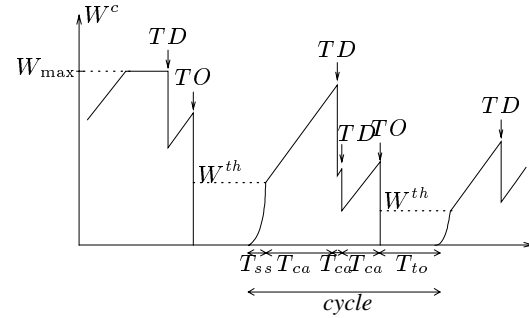 W^c
TD
TD
W_max
TO
TD
TD
TO
W^th
W^th
T_ss T_ca T_ca T_ca T_to
cycle